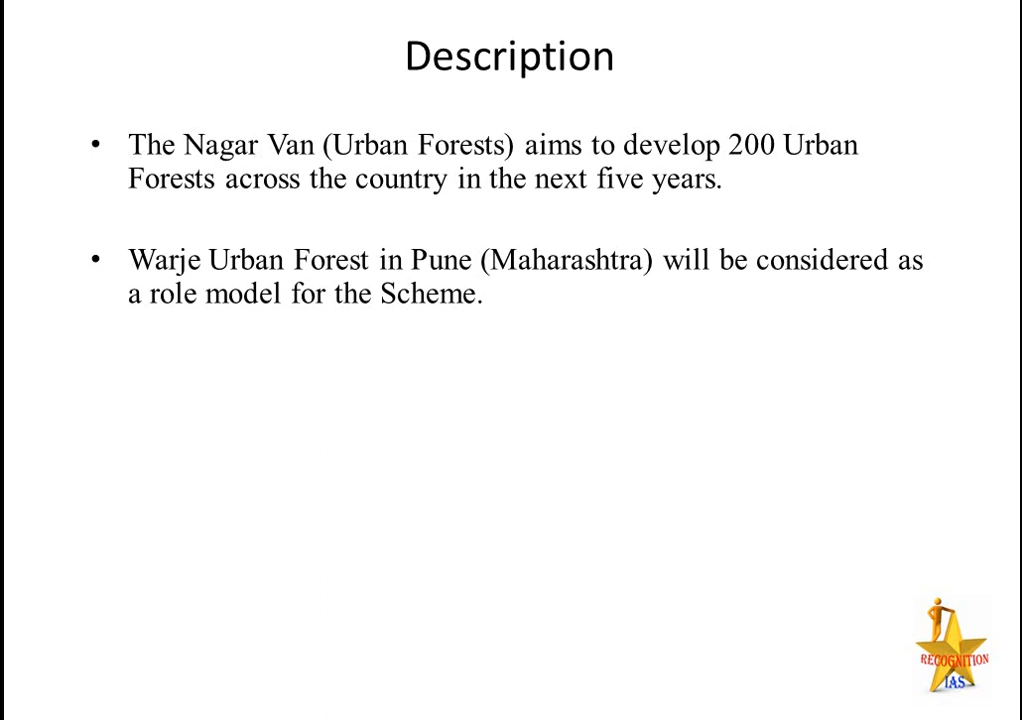 Description
• The Nagar Van (Urban Forests) aims to develop 200 Urban
Forests across the country in the next five years.
• Warje Urban Forest in Pune (Maharashtra) will be considered as
a role model for the Scheme.
RECOGNITION
IAS